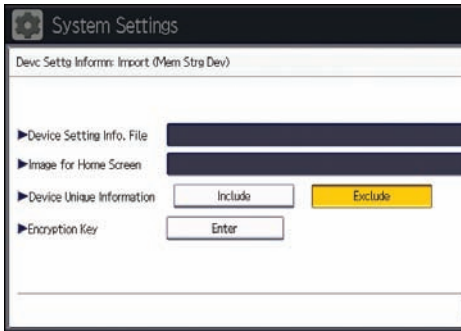 System Settings
Devc Settg Informn: Import (Mem Strg Dev)
►Device Setting Info. File
►Image for Home Screen
►Device Unique Information Include Exclude
►Encryption Key Enter